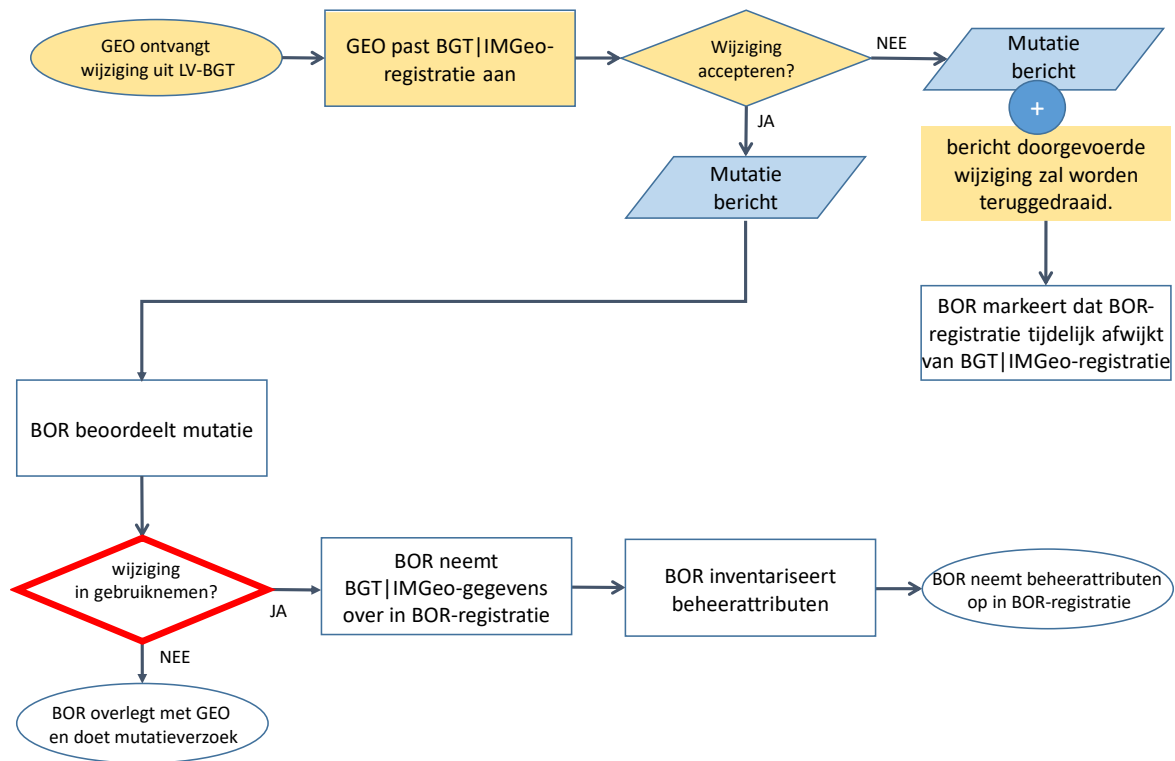 GEO ontvangt
wijziging uit LV-BGT
GEO past BGT|IMGeo-
registratie aan
Wijziging
accepteren?
NEE
Mutatie
bericht
+
bericht doorgevoerde
wijziging zal worden
teruggedraaid.
JA
Mutatie
bericht
BOR markeert dat BOR-
registratie tijdelijk afwijkt
van BGT|IMGeo-registratie
BOR beoordeelt mutatie
wijziging
in gebruiknemen?
JA
BOR neemt
BGT|IMGeo-gegevens
over in BOR-registratie
BOR inventariseert
beheerattributen
BOR neemt beheerattributen
op in BOR-registratie
NEE
BOR overlegt met GEO
en doet mutatieverzoek